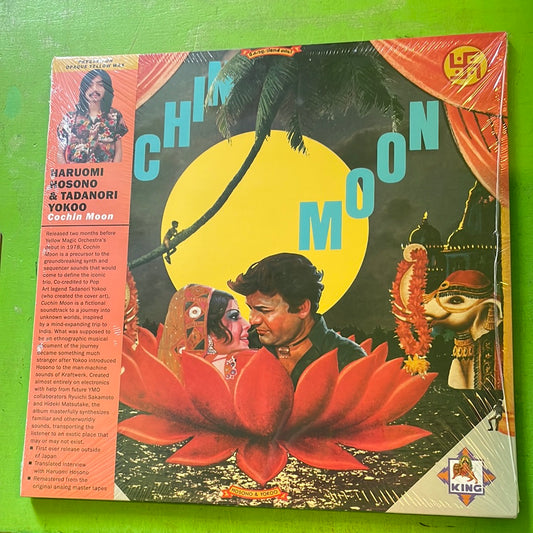 OPAQUE YELLOW WAX
HARUOMI
HOSONO
& TADANORI
YOKOO
Cochin Moon
Released two months before
Yellow Magic Orchestra's
debut in 1978, Cochin
Moon is a precursor to the
groundbreaking synth and
sequencer sounds that would
come to define the iconic
trio. Co-credited to Pop
Art legend Tadanori Yokoo
(who created the cover art),
Cochin Moon is a fictional
soundtrack to a journey into
unknown worlds, inspired
by a mind-expanding trip to
India. What was supposed to
be an ethnographic musical
document of the journey
became something much
stranger after Yokoo introduced
Hosono to the man-machine
sounds of Kraftwerk. Created
almost entirely on electronics
with help from future YMO
collaborators Ryuichi Sakamoto
and Hideki Matsutake, the
album masterfully synthesizes
familiar and otherworldly
sounds, transporting the
listener to an exotic place that
may or may not exist.
■ First ever release outside
of Japan
■ Translated interview
with Haruomi Hosono
■ Remastered from the
original analog master tapes
CHIN
MOON
HOSONO & YOKOO
KING